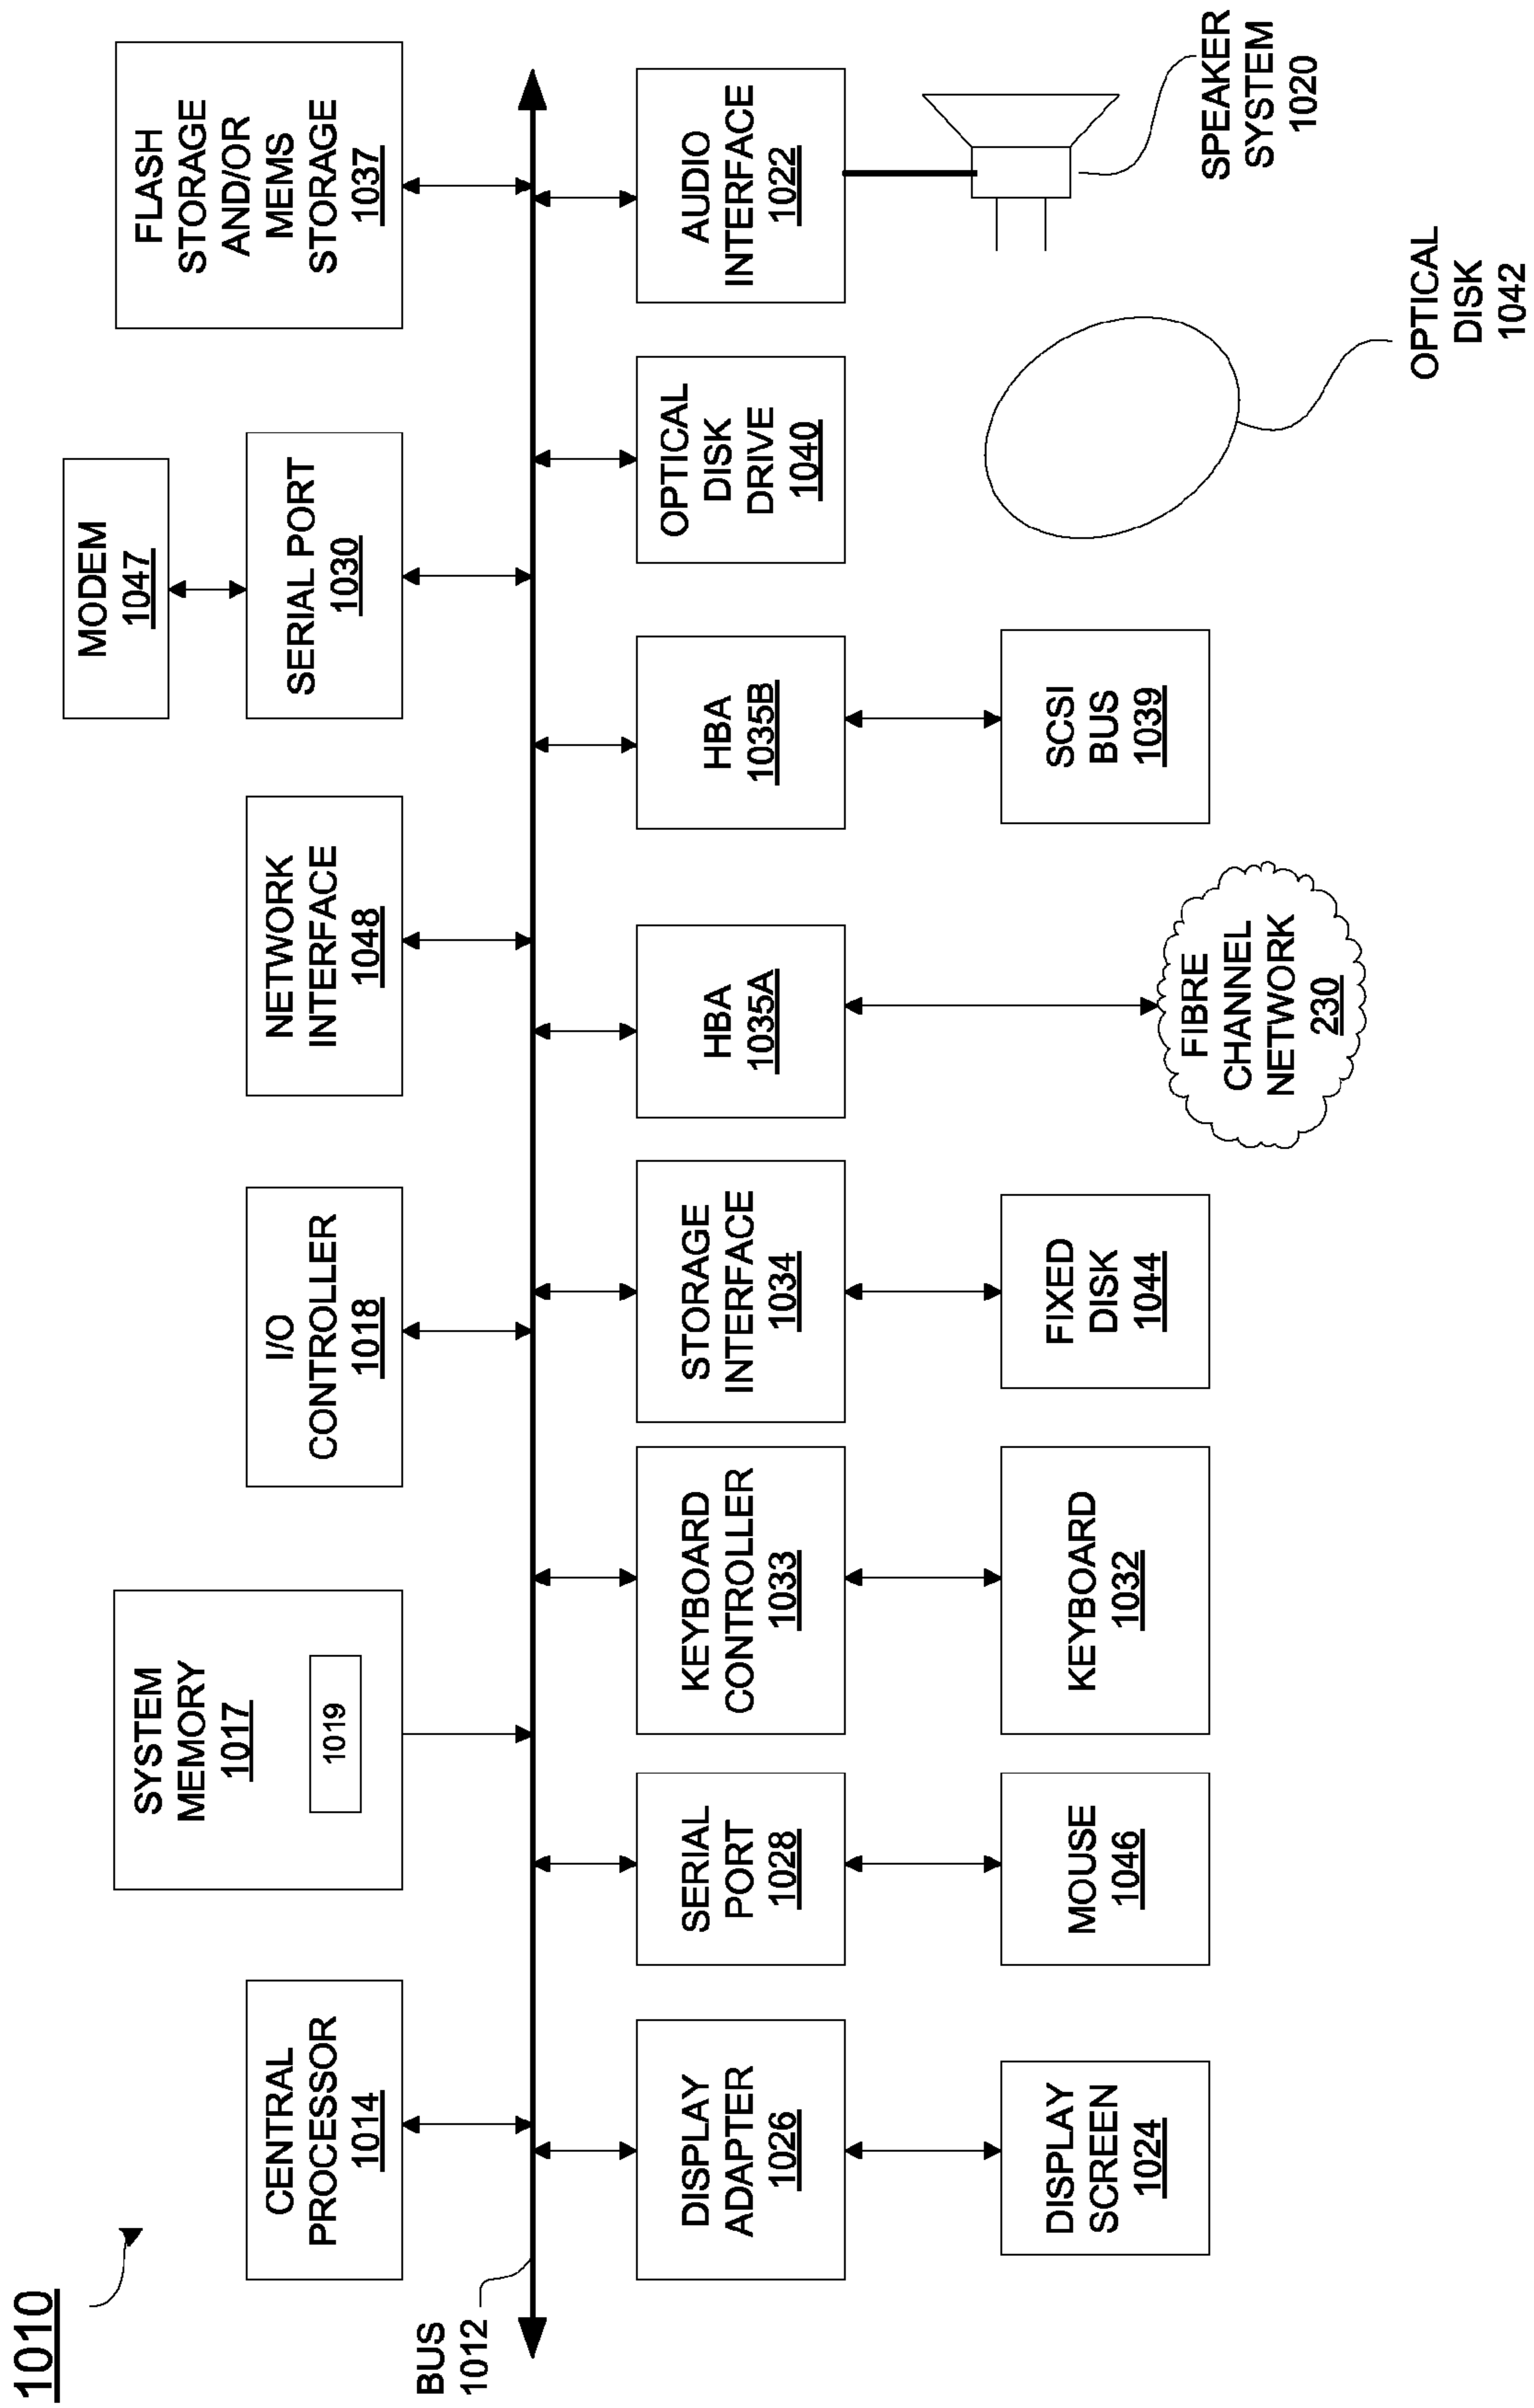 1010
CENTRAL
PROCESSOR
1014
SYSTEM
MEMORY
1017
1019
I/O
CONTROLLER
1018
NETWORK
INTERFACE
1048
MODEM
1047
SERIAL PORT
1030
FLASH
STORAGE
AND/OR
MEMS
STORAGE
1037
BUS
1012
DISPLAY
ADAPTER
1026
SERIAL
PORT
1028
KEYBOARD
CONTROLLER
1033
STORAGE
INTERFACE
1034
HBA
1035A
HBA
1035B
OPTICAL
DISK
DRIVE
1040
AUDIO
INTERFACE
1022
DISPLAY
SCREEN
1024
MOUSE
1046
KEYBOARD
1032
FIXED
DISK
1044
FIBRE
CHANNEL
NETWORK
230
SCSI
BUS
1039
OPTICAL
DISK
1042
SPEAKER
SYSTEM
1020